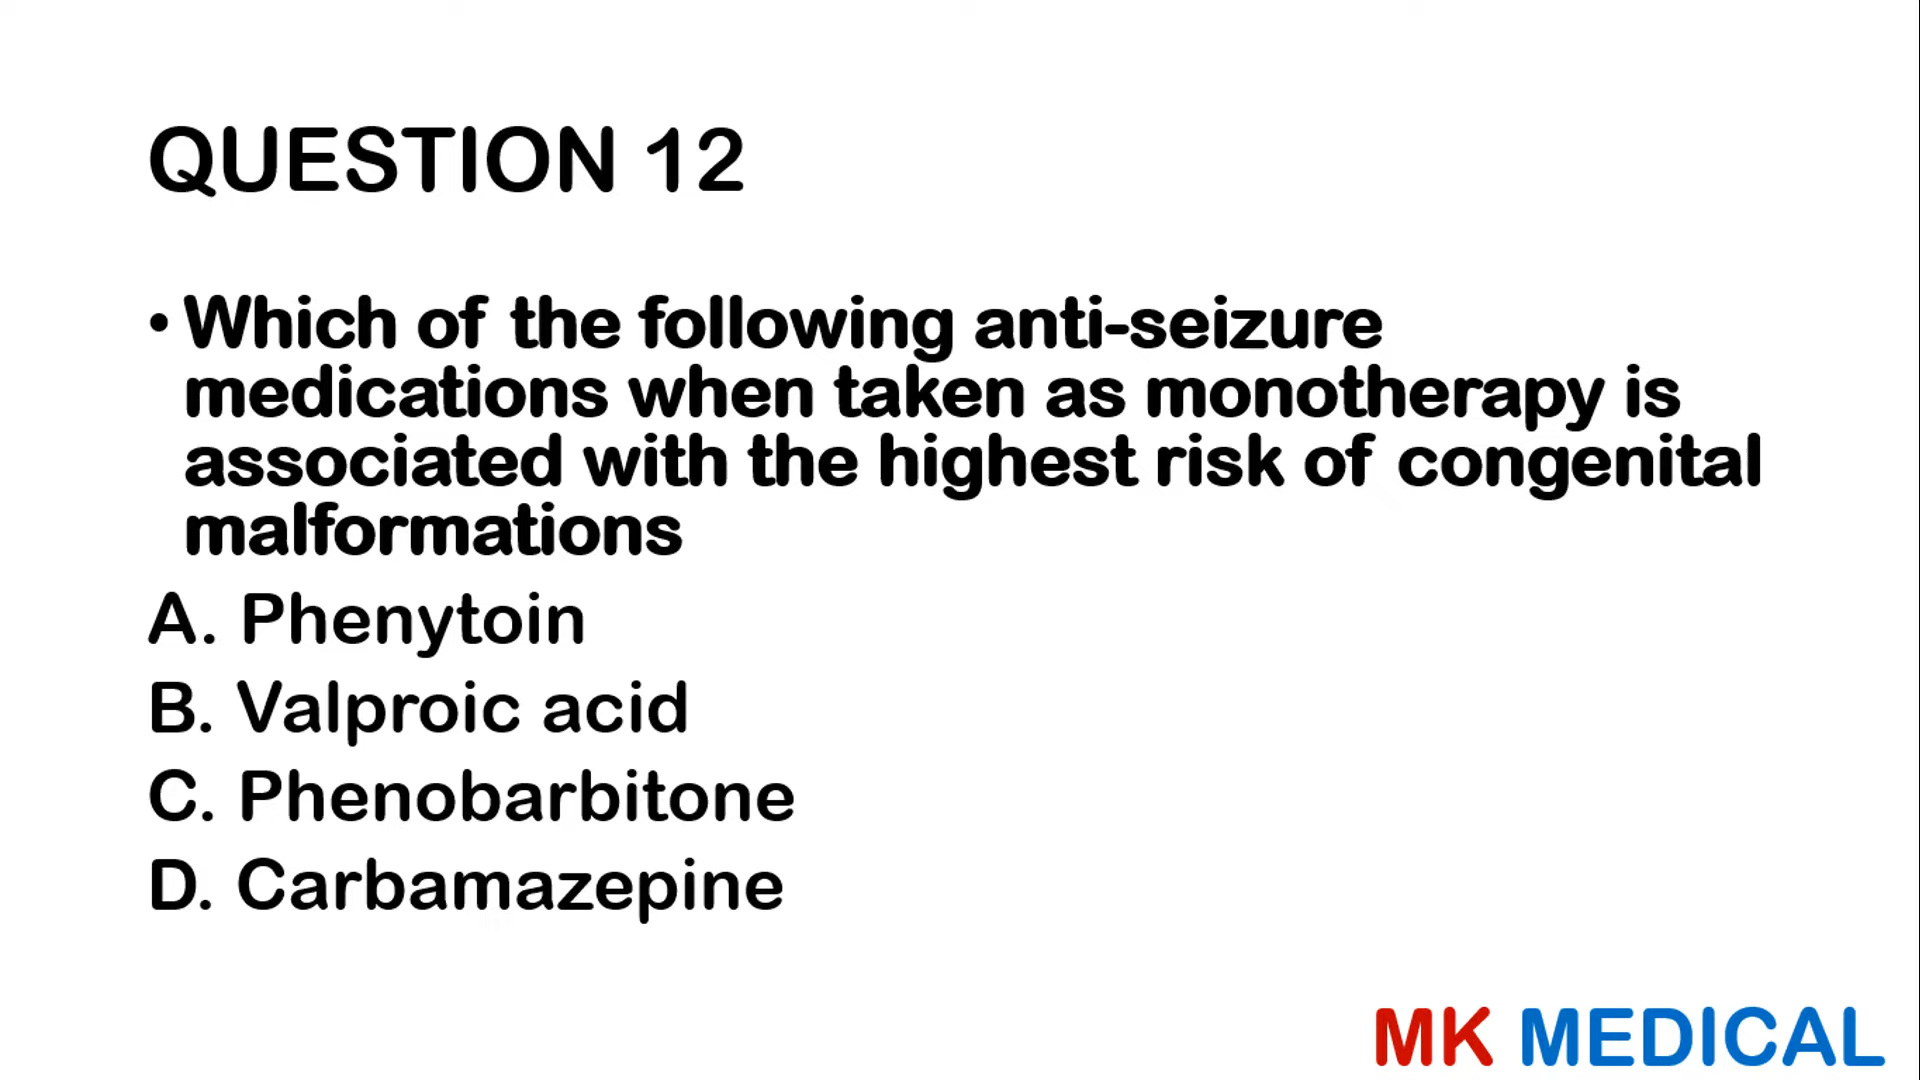 QUESTION 12
• Which of the following anti-seizure
medications when taken as monotherapy is
associated with the highest risk of congenital
malformations
A. Phenytoin
B. Valproic acid
C. Phenobarbitone
D. Carbamazepine
MK MEDICAL